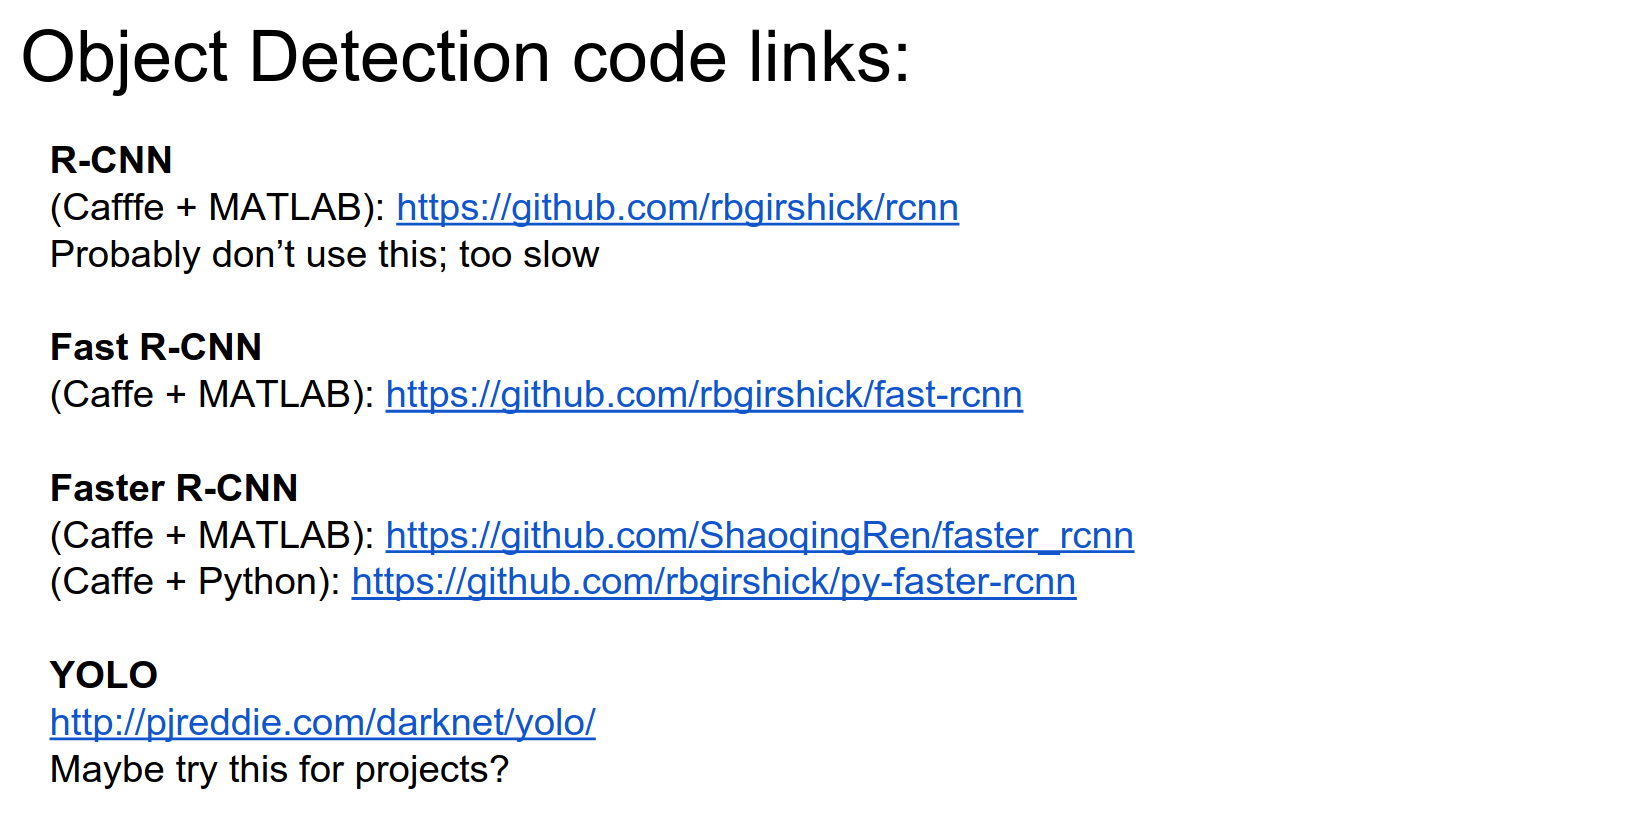 Object Detection code links:
R-CNN
(Cafffe + MATLAB): https://github.com/rbgirshick/rcnn
Probably don’t use this; too slow
Fast R-CNN
(Caffe + MATLAB): https://github.com/rbgirshick/fast-rcnn
Faster R-CNN
(Caffe + MATLAB): https://github.com/ShaoqingRen/faster_rcnn
(Caffe + Python): https://github.com/rbgirshick/py-faster-rcnn
YOLO
http://pjreddie.com/darknet/yolo/
Maybe try this for projects?